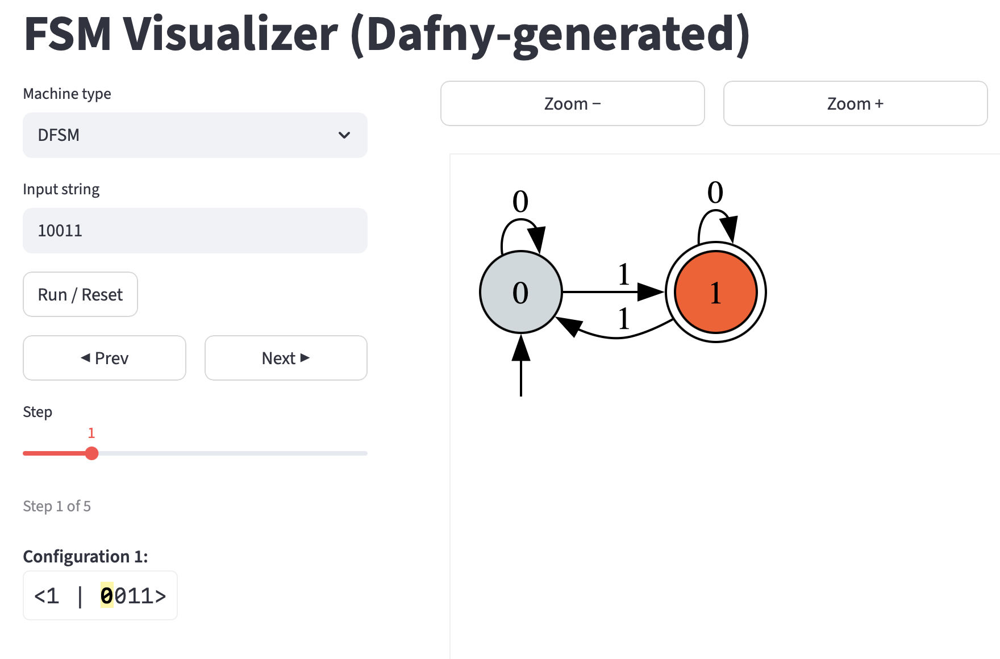 FSM Visualizer (Dafny-generated)
Machine type
DFSM
Input string
10011
Run / Reset
◄ Prev
Next ►
Step
1
Step 1 of 5
Configuration 1:
<1 | 0011>
Zoom −
Zoom +
0
0
0
1
1
1